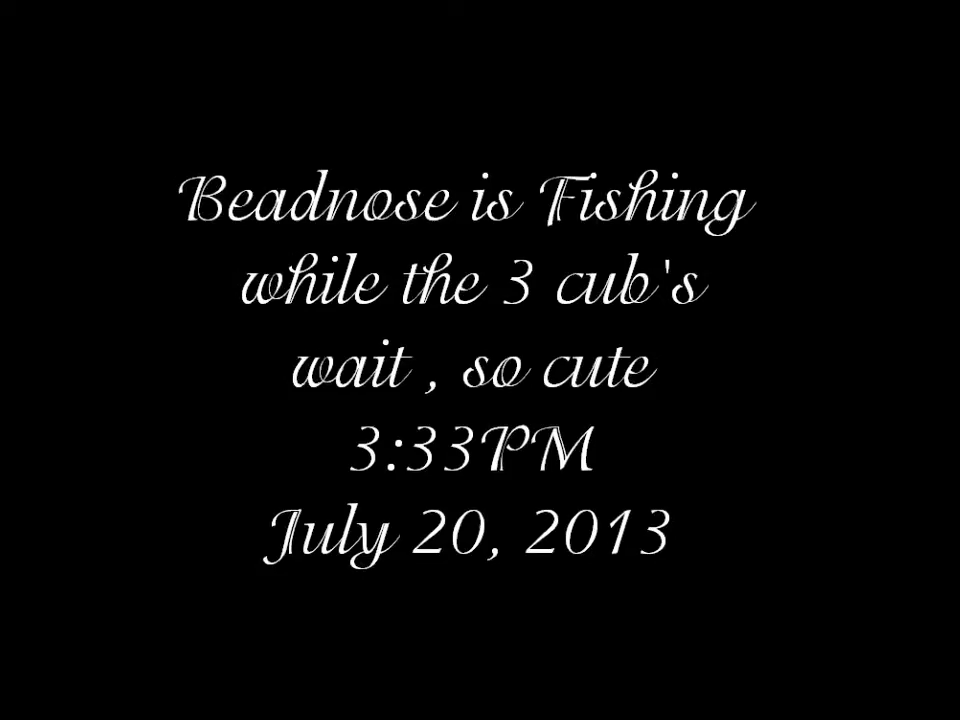 Beadnose is Fishing
while the 3 cub's
wait , so cute
3:33PM
July 20, 2013